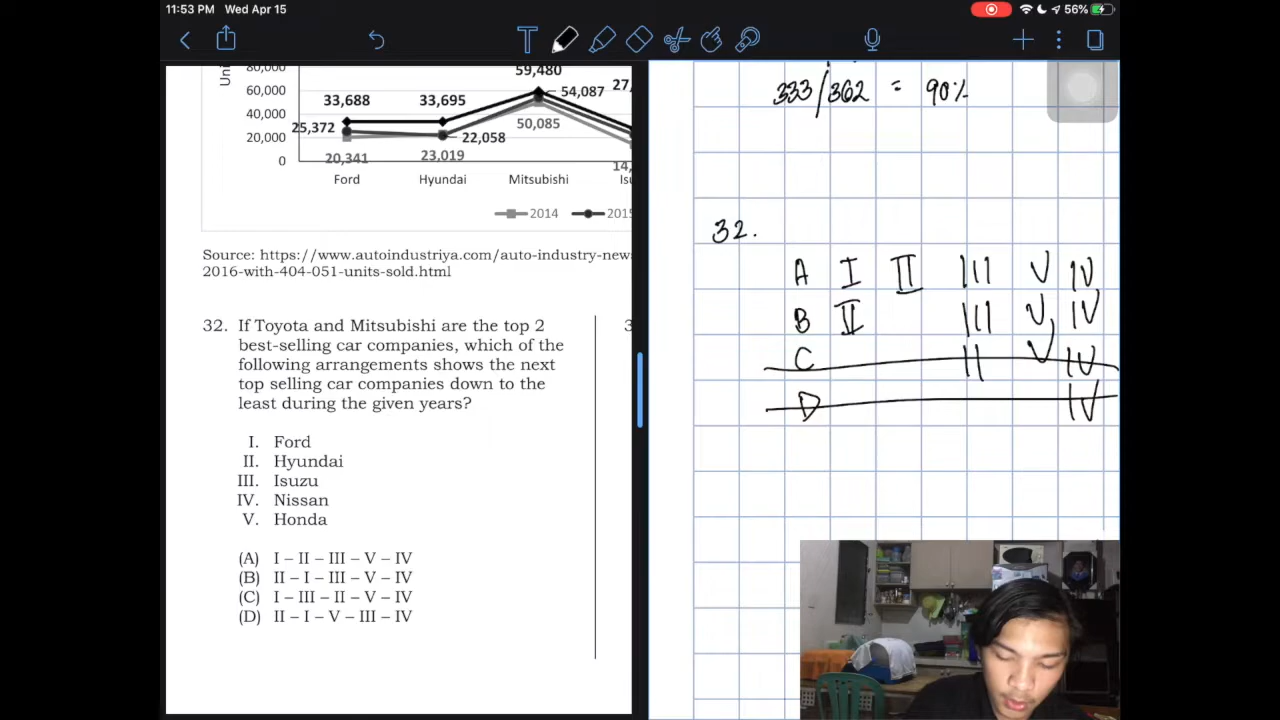 11:53 PM Wed Apr 15
56%
T
80,000
60,000
40,000
20,000
0
59,480
33,688
33,695
54,087
27,
25,372
50,085
22,058
20,341
23,019
14,
Ford
Hyundai
Mitsubishi
Isu
2014
2015
Source: https://www.autoindustriya.com/auto-industry-news
2016-with-404-051-units-sold.html
32. If Toyota and Mitsubishi are the top 2
best-selling car companies, which of the
following arrangements shows the next
top selling car companies down to the
least during the given years?
I. Ford
II. Hyundai
III. Isuzu
IV. Nissan
V. Honda
(A) I – II – III – V – IV
(B) II – I – III – V – IV
(C) I – III – II – V – IV
(D) II – I – V – III – IV
333/362 = 90%
32.
A I II III V IV
B II III V IV
C II V IV
D IV